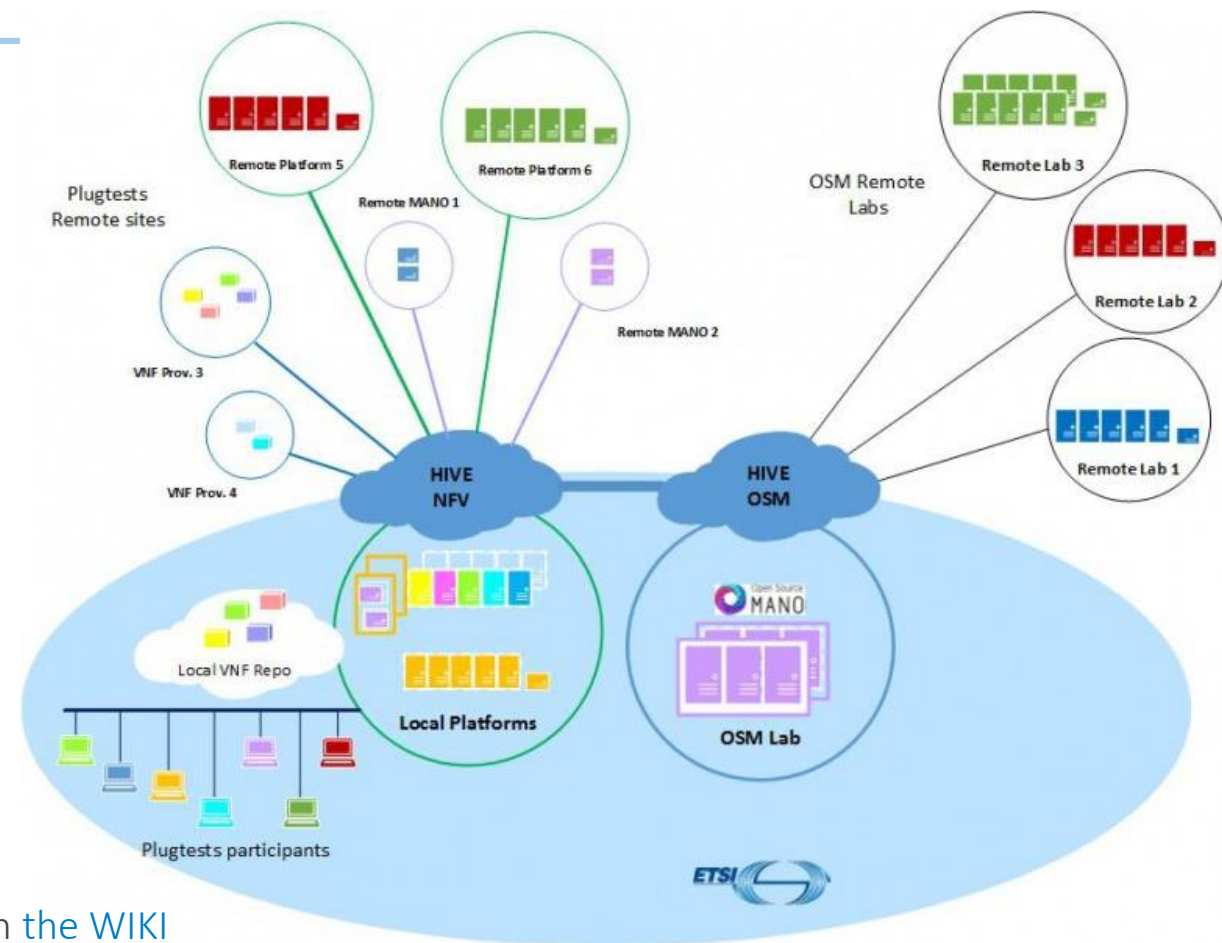 Remote Platform 5
Remote Platform 6
Remote Lab 3
Plugtests
Remote sites
Remote MANO 1
OSM Remote
Labs
Remote Lab 2
Remote MANO 2
VNF Prov. 3
Remote Lab 1
VNF Prov. 4
HIVE
NFV
HIVE
OSM
Open Source
MANO
Local VNF Repo
Local Platforms
OSM Lab
Plugtests participants
ETSI
the WIKI